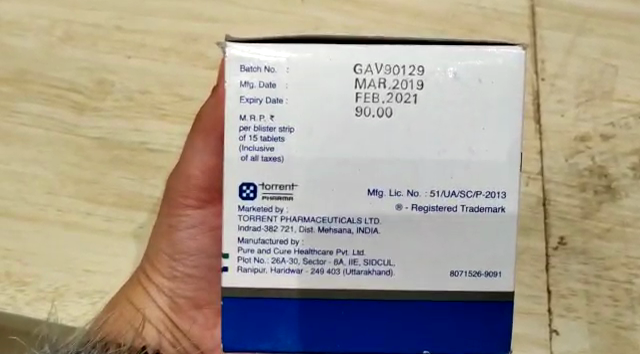 Batch No. : GAV90129
Mfg. Date : MAR.2019
Expiry Date : FEB.2021
M.R.P. ₹ 90.00
per blister strip
of 15 tablets
(Inclusive
of all taxes)
torrent
PHARMA
Mfg. Lic. No. : 51/UA/SC/P-2013
® - Registered Trademark
Marketed by :
TORRENT PHARMACEUTICALS LTD.
Indrad-382 721, Dist. Mehsana, INDIA.
Manufactured by :
Pure and Cure Healthcare Pvt. Ltd.
Plot No.: 26A-30, Sector - 8A, IIE, SIDCUL,
Ranipur, Haridwar - 249 403 (Uttarakhand).
8071526-9091